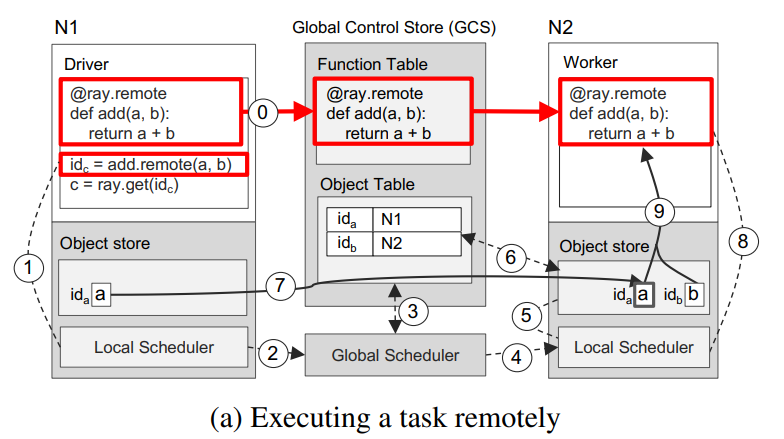 N1
Global Control Store (GCS)
N2
Driver
@ray.remote
def add(a, b):
return a + b
id_c = add.remote(a, b)
c = ray.get(id_c)
0
Function Table
@ray.remote
def add(a, b):
return a + b
Worker
@ray.remote
def add(a, b):
return a + b
Object Table
id_a N1
id_b N2
Object store
id_a a
Object store
id_a a id_b b
1
7
6
9
8
5
3
Local Scheduler
2
Global Scheduler
4
Local Scheduler
(a) Executing a task remotely